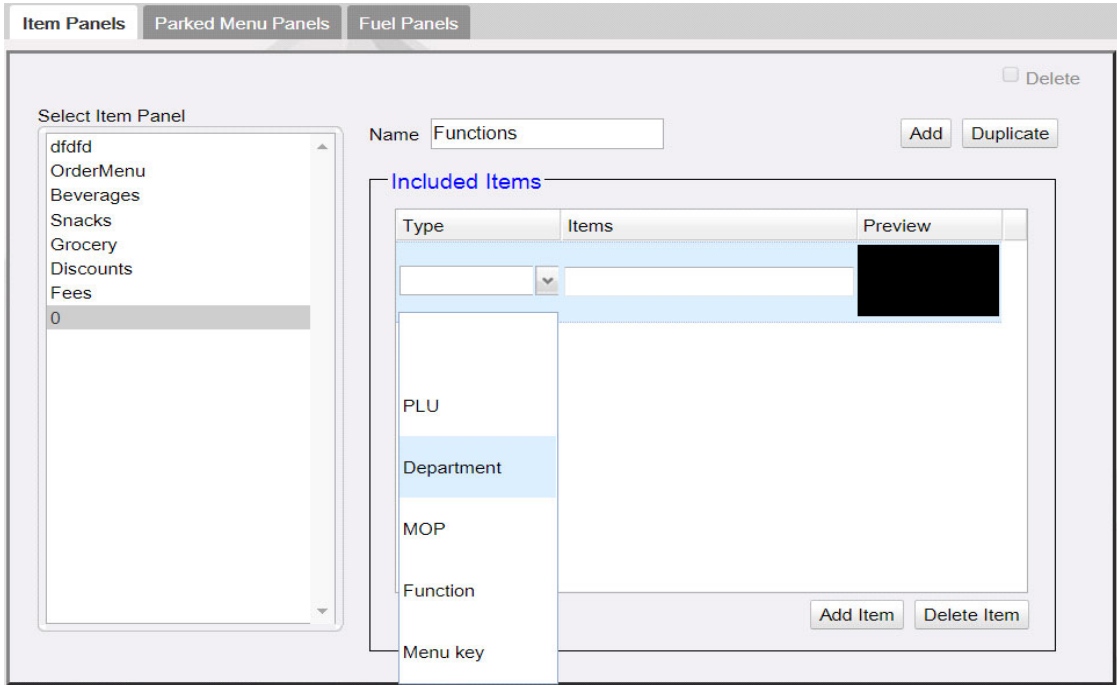 Item Panels Parked Menu Panels Fuel Panels
Delete
Select Item Panel
dfdfd
OrderMenu
Beverages
Snacks
Grocery
Discounts
Fees
0
Name Functions Add Duplicate
Included Items
Type Items Preview
PLU
Department
MOP
Function
Menu key
Add Item Delete Item